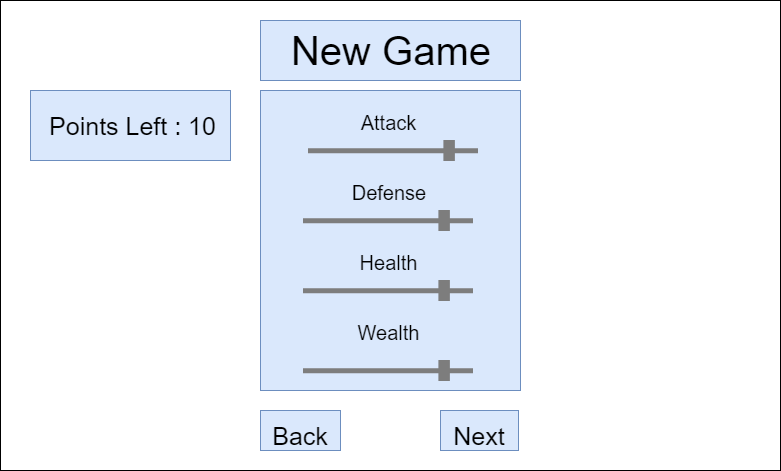 New Game
Points Left : 10
Attack
Defense
Health
Wealth
Back
Next